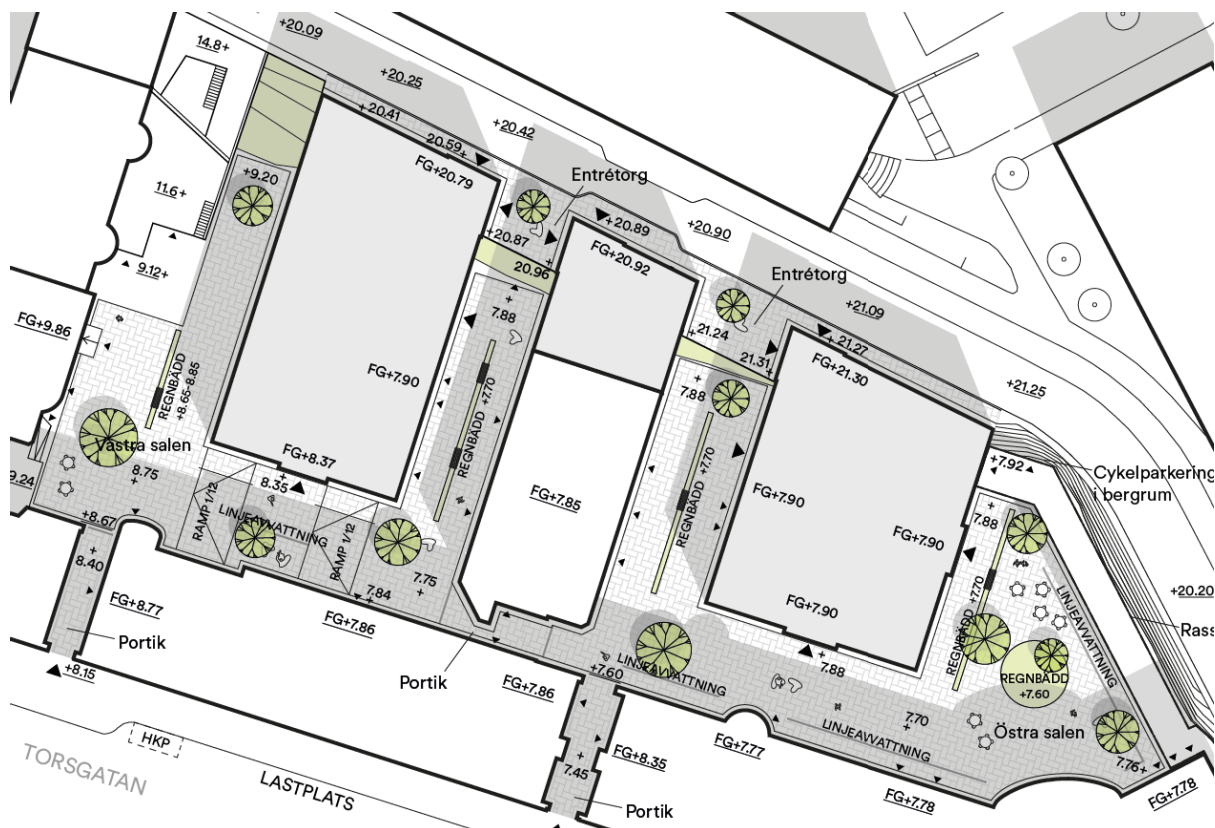 +20.09
14.8+
+20.25
+20.41
+20.42
20.59+
FG+20.79
Entrétorg
+9.20
11.6+
+20.89
+20.90
+20.87
FG+20.92
20.96
Entrétorg
9.12+
7.88
+21.09
+21.24
21.27
FG+9.86
21.31
FG+21.30
FG+7.90
+21.25
REGNBÄDD
+8.65-8.85
+7.70
REGNBÄDD
7.88
Västra salen
FG+8.37
+7.70
REGNBÄDD
+7.92
Cykelparkering
i bergrum
9.24
8.75
8.35
FG+7.85
FG+7.90
7.88
RAMP 1/12
LINJEAVVATTNING
+8.67
FG+7.90
RAMP 1/12
8.40
7.75
7.84
FG+7.90
+7.70
REGNBÄDD
LINJEAVVATTNING
+20.20
FG+8.77
FG+7.86
Rass
Portik
Portik
7.88
LINJEAVVATTNING
+7.60
REGNBÄDD
+7.60
+8.15
FG+7.86
7.70
LINJEAVVATTNING
Östra salen
HKP
FG+7.77
FG+8.35
7.76+
TORSGATAN
LASTPLATS
7.45
FG+7.78
FG+7.78
Portik